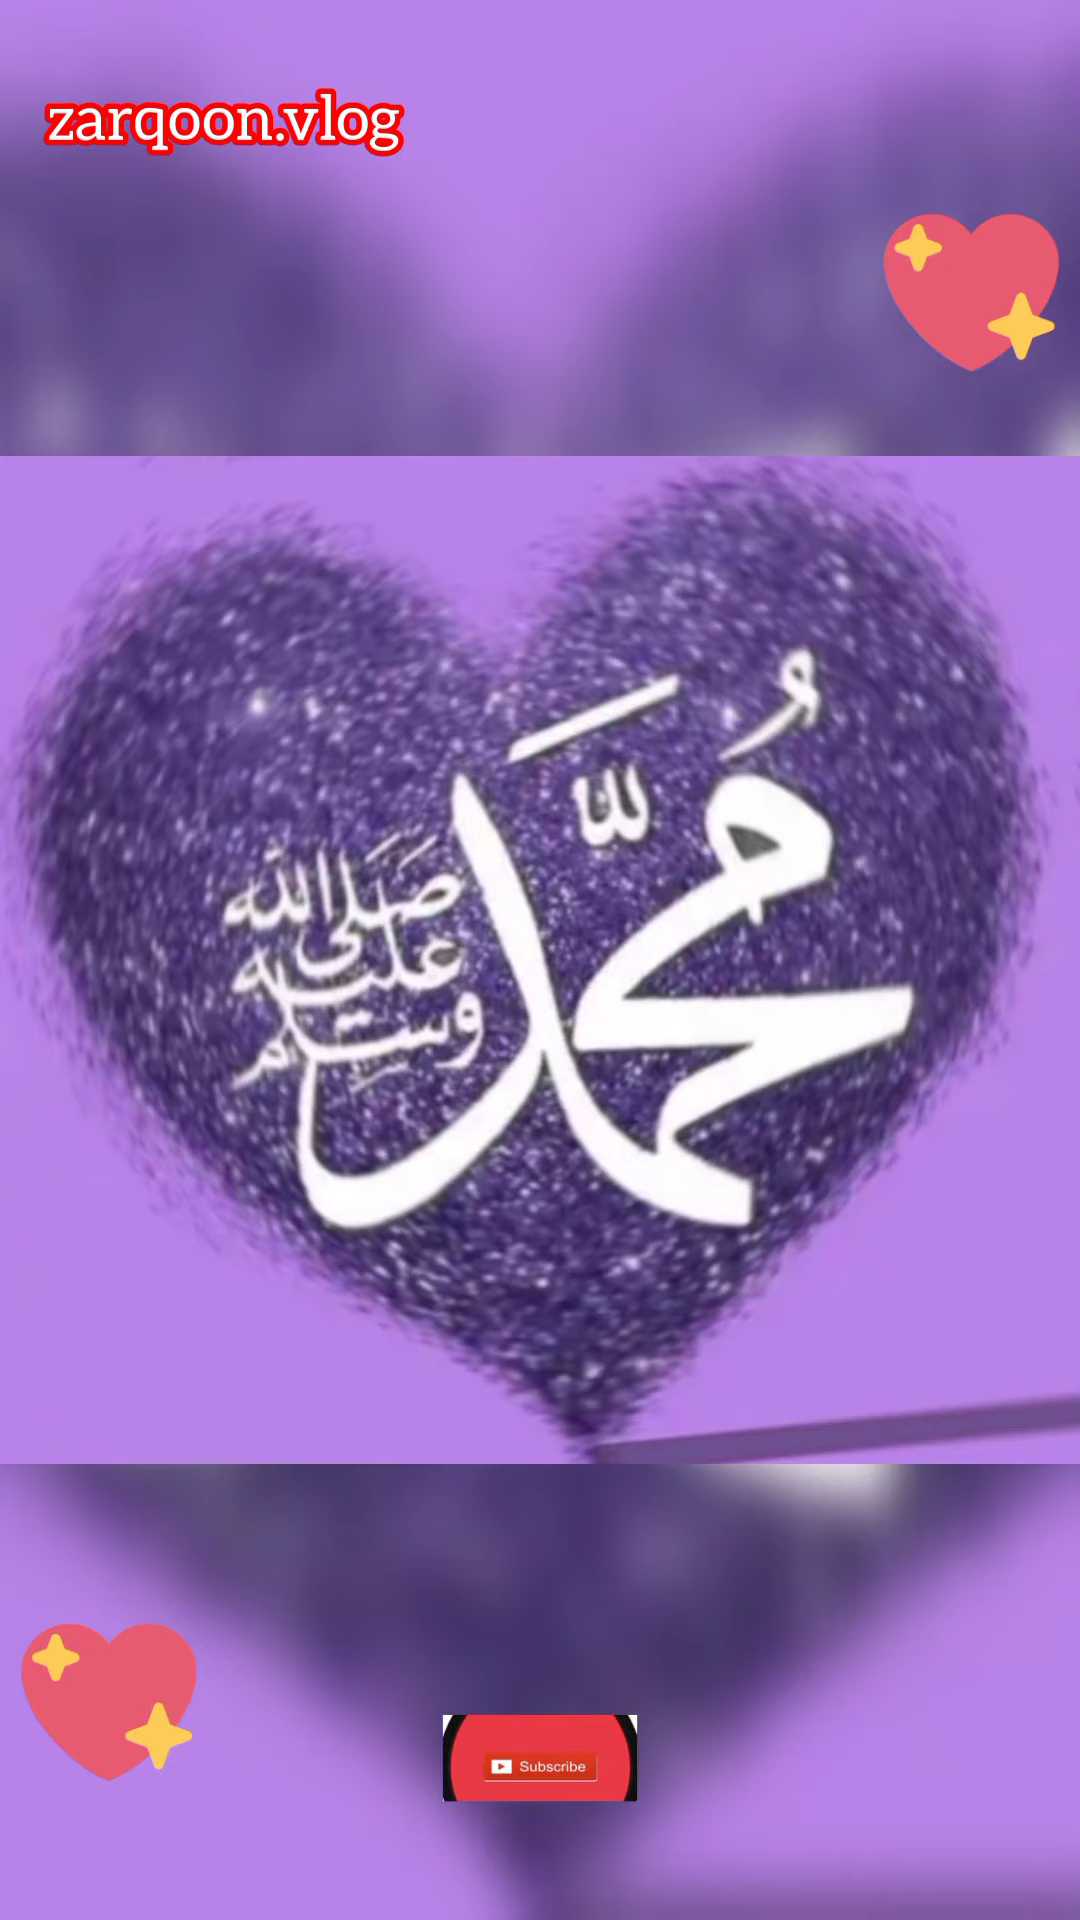 zarqoon.vlog
مُحَمَّد
صَلَّى اللّٰه
عليه
وسلم
Subscribe